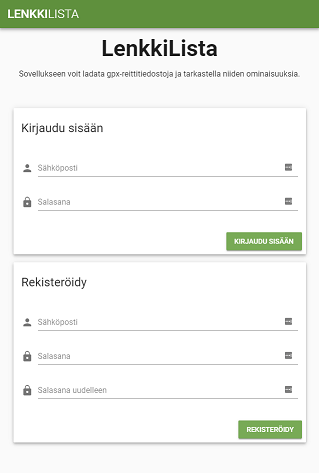 LENKKILISTA
LenkkiLista
Sovellukseen voit ladata gpx-reittitiedostoja ja tarkastella niiden ominaisuuksia.
Kirjaudu sisään
Sähköposti
Salasana
KIRJAUDU SISÄÄN
Rekisteröidy
Sähköposti
Salasana
Salasana uudelleen
REKISTERÖIDY